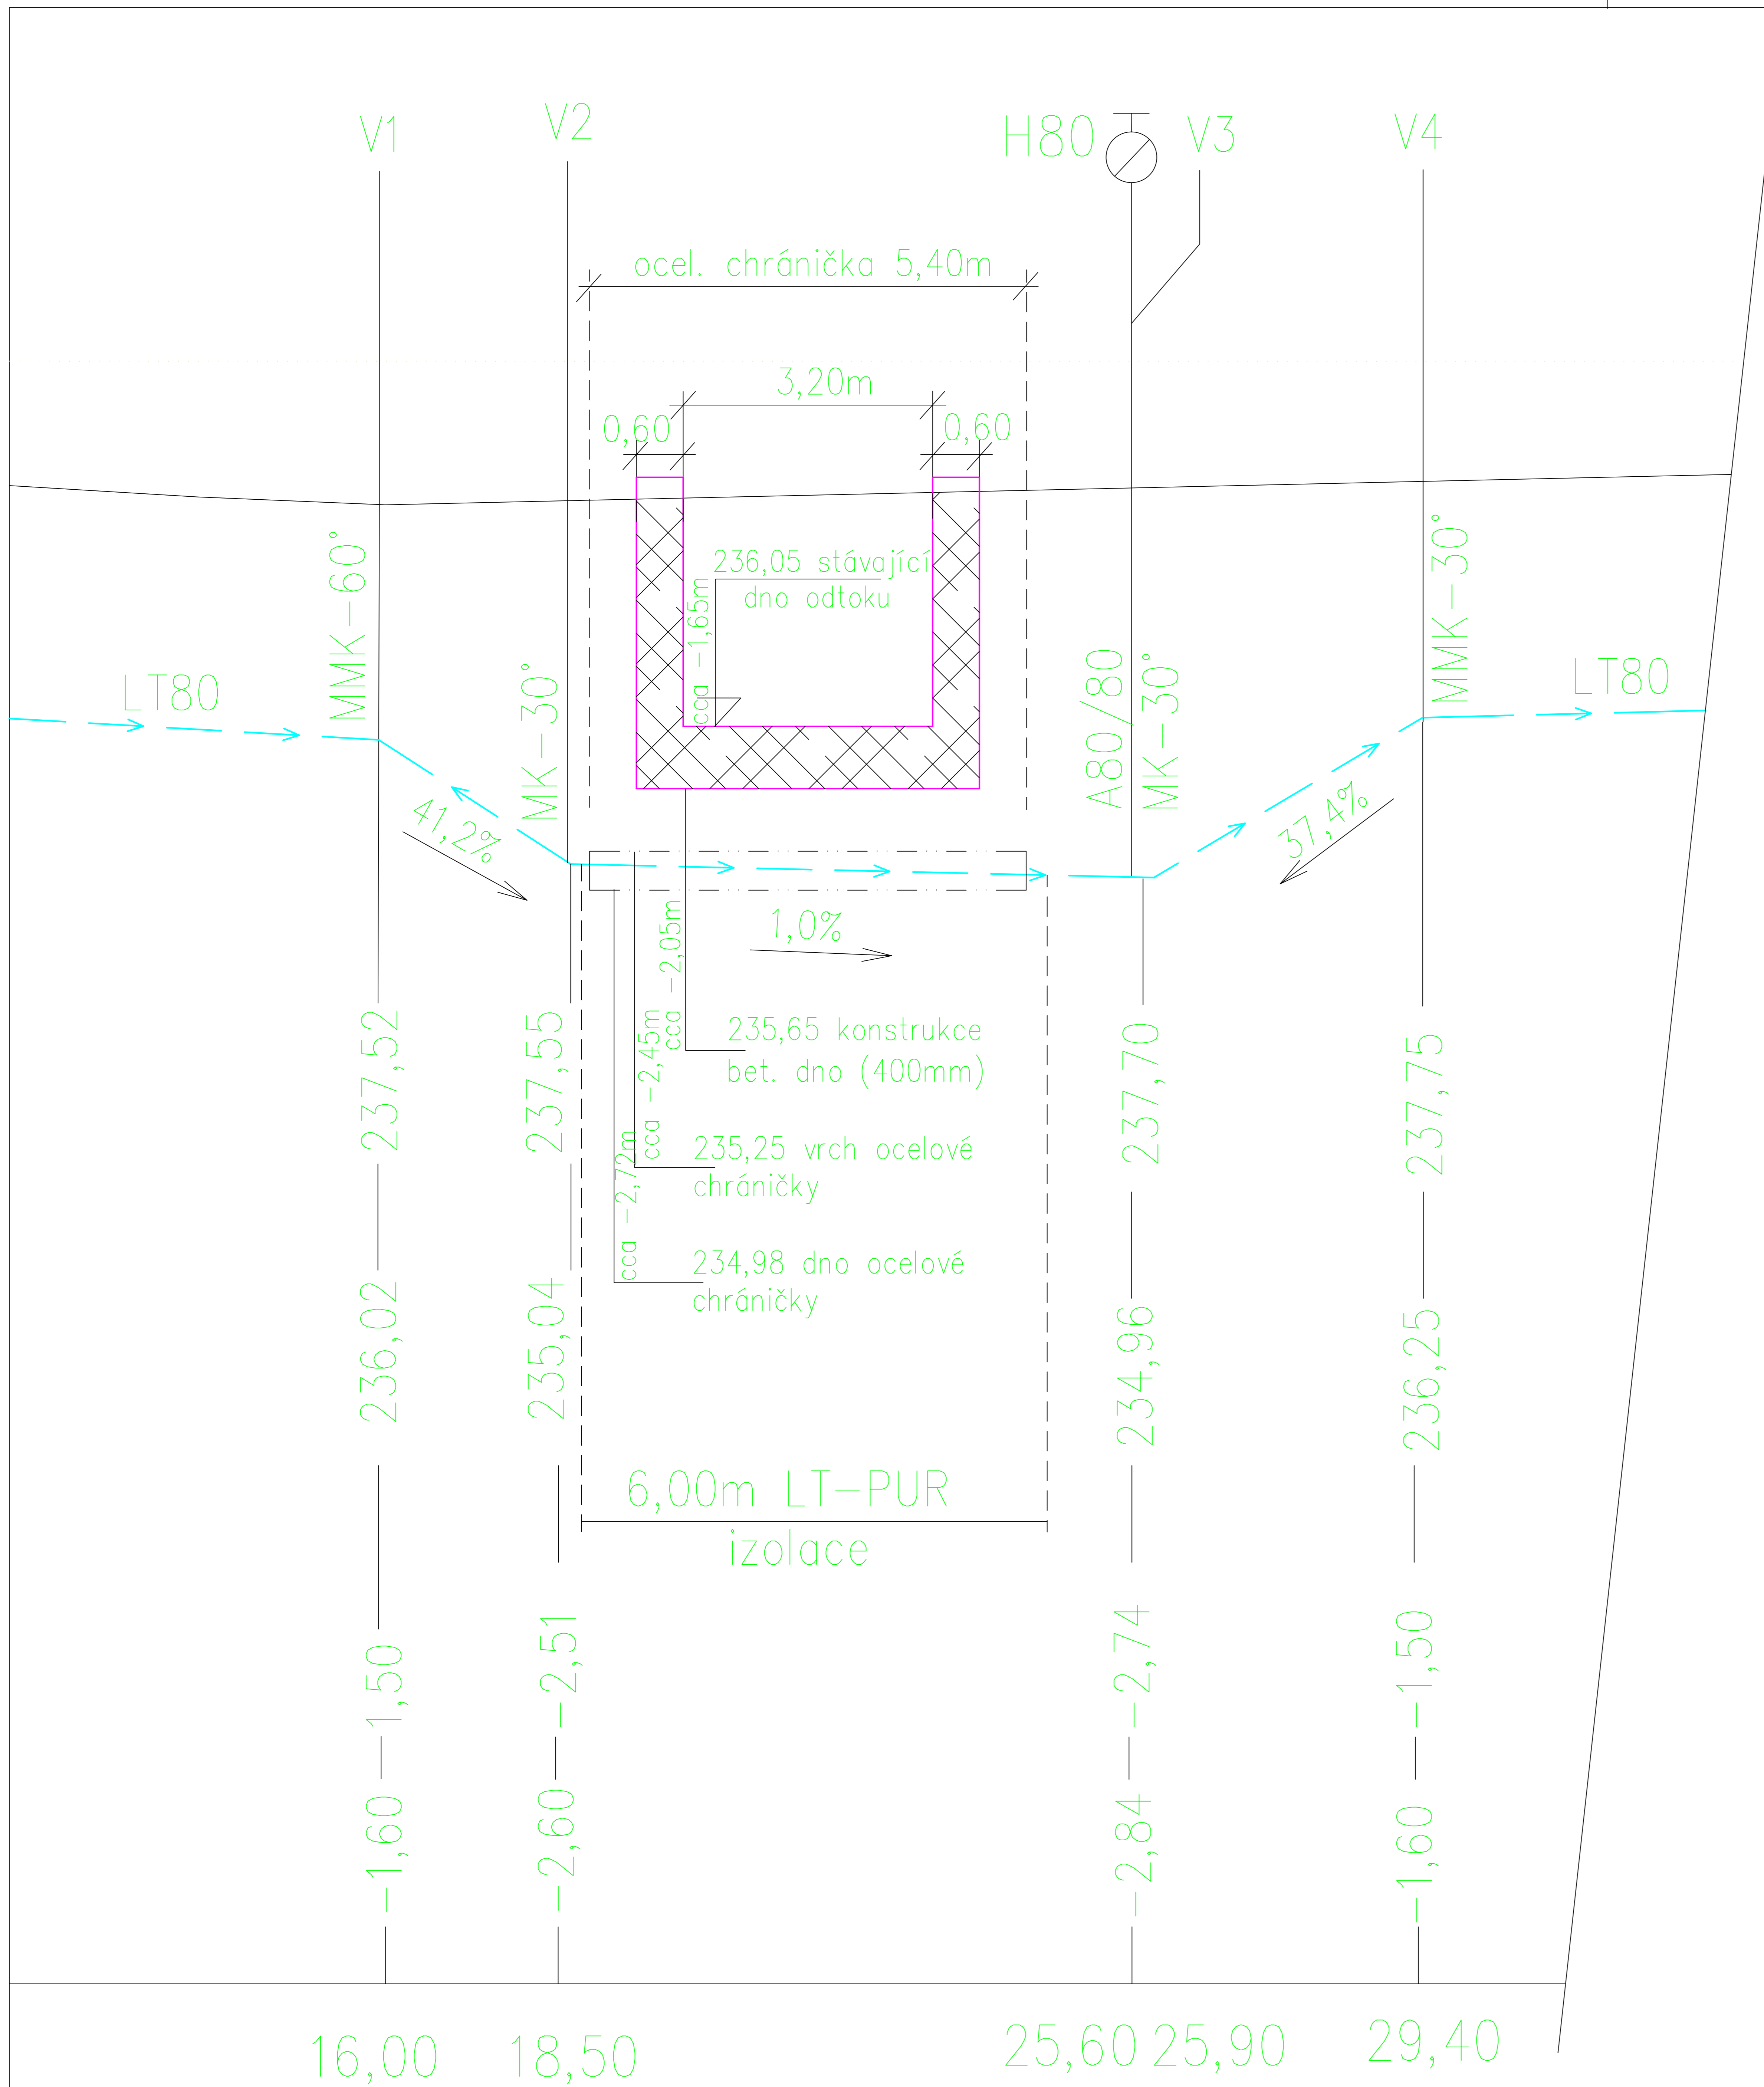 V1
V2
H80
V3
V4
ocel. chránička 5,40m
3,20m
0,60
0,60
236,05 stávající
dno odtoku
cca -1,65m
MMK-60°
MK-30°
A80/80
MK-30°
MMK-30°
LT80
LT80
41,2%
37,4%
1,0%
cca -2,05m
235,65 konstrukce
bet. dno (400mm)
cca -2,45m
235,25 vrch ocelové
chráničky
cca -2,72m
234,98 dno ocelové
chráničky
237,52
237,55
237,70
237,75
236,02
235,04
234,96
236,25
6,00m LT-PUR
izolace
1,50
-2,51
-2,74
-1,50
-1,60
-2,60
-2,84
-1,60
16,00
18,50
25,60
25,90
29,40